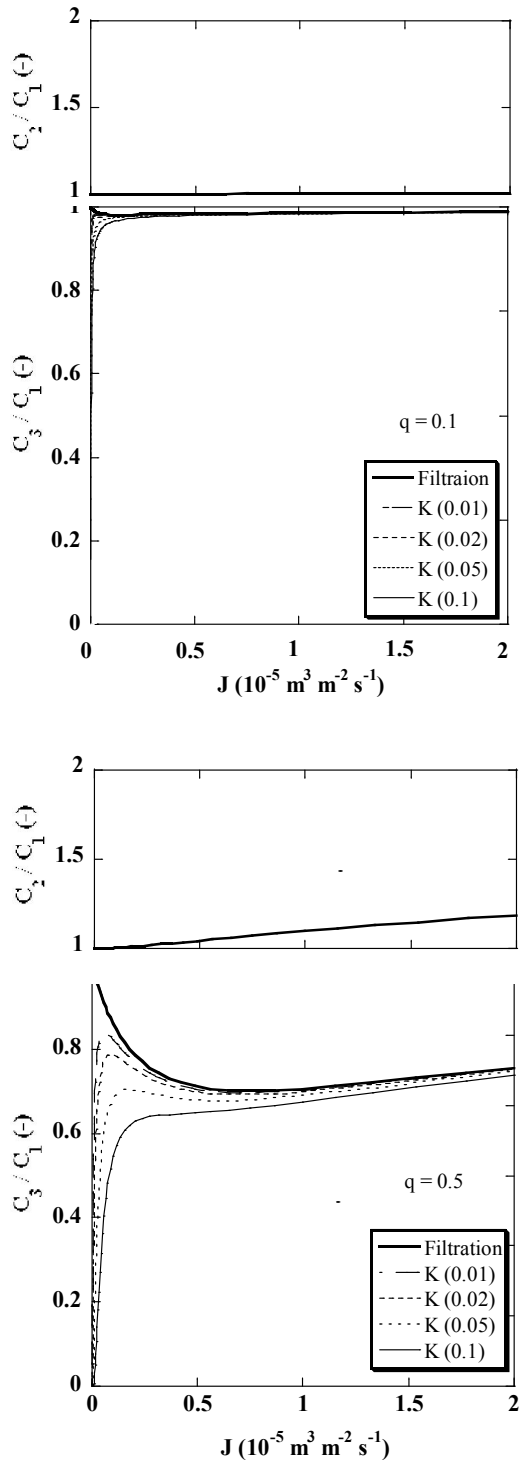 2
1.5
1
C2 / C1 (-)
1
0.8
0.6
0.4
0.2
0
C3 / C1 (-)
q = 0.1
Filtraion
K (0.01)
K (0.02)
K (0.05)
K (0.1)
0 0.5 1 1.5 2
J (10^-5 m^3 m^-2 s^-1)
2
1.5
1
C2 / C1 (-)
0.8
0.6
0.4
0.2
0
C3 / C1 (-)
q = 0.5
Filtration
K (0.01)
K (0.02)
K (0.05)
K (0.1)
0 0.5 1 1.5 2
J (10^-5 m^3 m^-2 s^-1)